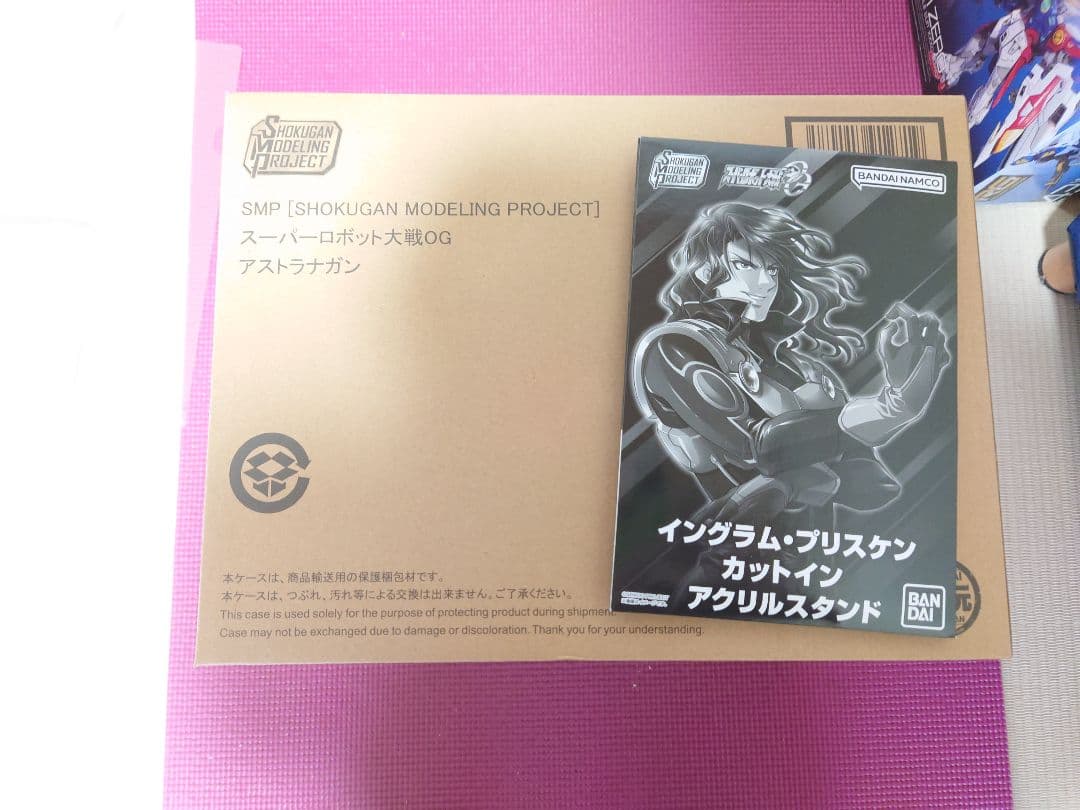 SHOKUGAN
MODELING
PROJECT
SMP [SHOKUGAN MODELING PROJECT]
スーパーロボット大戦OG
アストラナガン
本ケースは、商品輸送用の保護梱包材です。
本ケースは、つぶれ、汚れ等による交換は出来ません。ご了承ください。
This case is used solely for the purpose of protecting product during shipment.
Case may not be exchanged due to damage or discoloration. Thank you for your understanding.
SHOKUGAN
MODELING
PROJECT
BANDAI NAMCO
イングラム・プリスケン
カットイン
アクリルスタンド
BAN
DAI
玩
ZERO